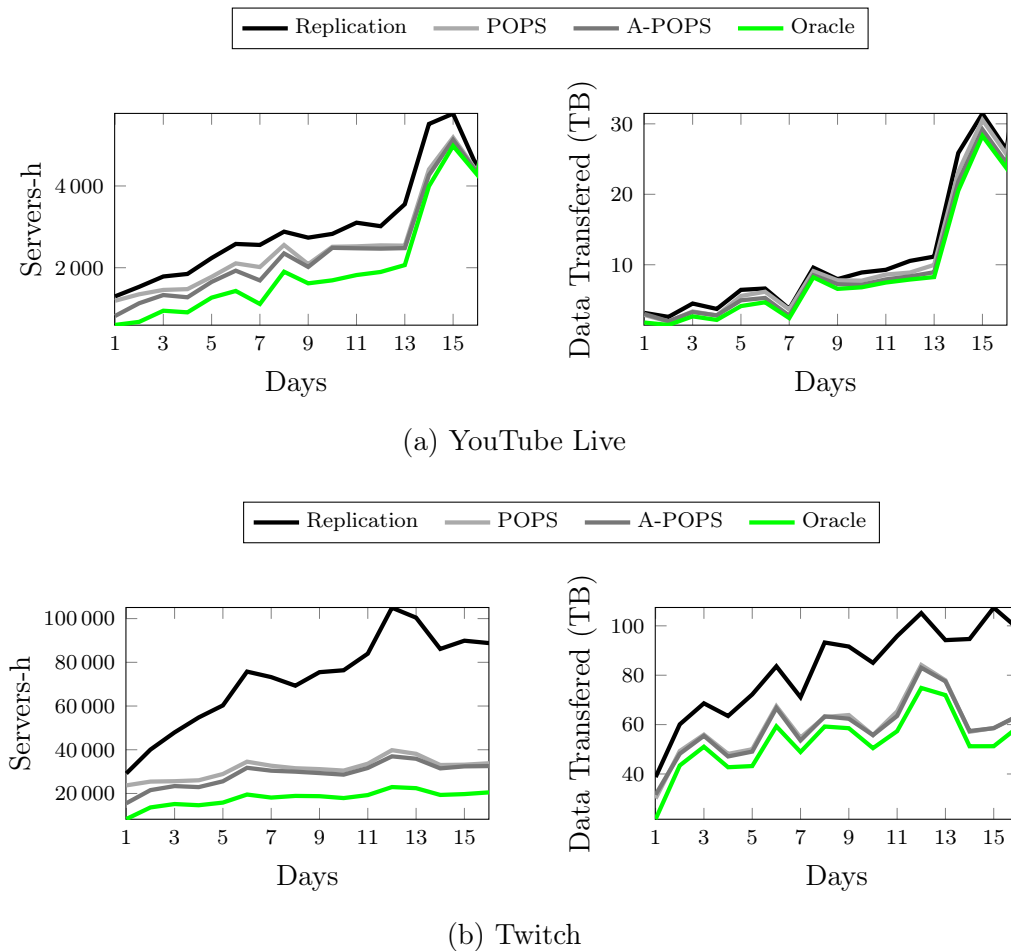 Replication POPS A-POPS Oracle
Servers-h
4 000
2 000
1 3 5 7 9 11 13 15
Days
Data Transfered (TB)
30
20
10
1 3 5 7 9 11 13 15
Days
(a) YouTube Live
Replication POPS A-POPS Oracle
Servers-h
100 000
80 000
60 000
40 000
20 000
1 3 5 7 9 11 13 15
Days
Data Transfered (TB)
100
80
60
40
1 3 5 7 9 11 13 15
Days
(b) Twitch